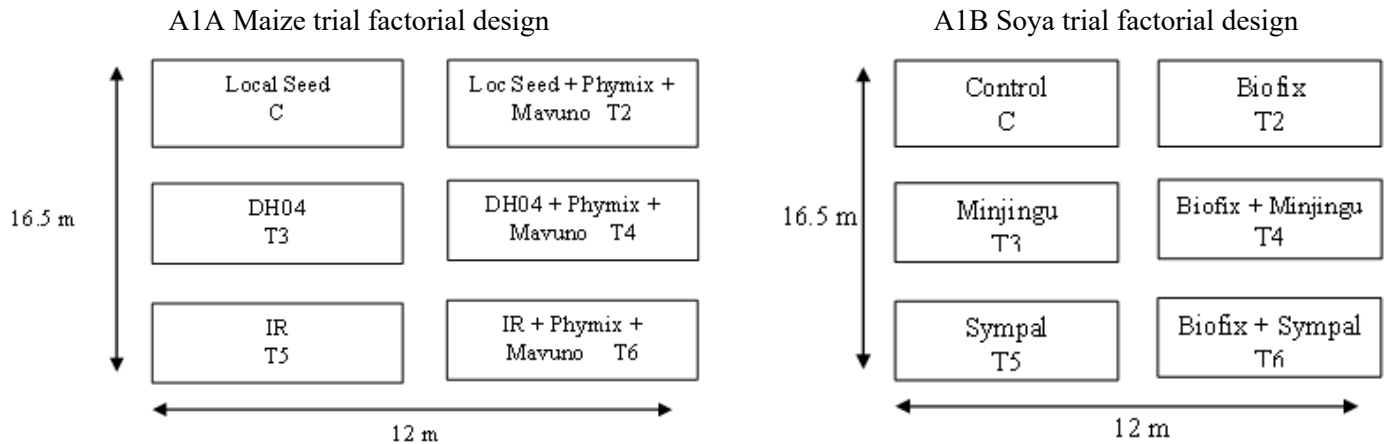 A1A Maize trial factorial design
Local Seed
C
Loc Seed + Phymix +
Mavuno T2
DH04
T3
DH04 + Phymix +
Mavuno T4
IR
T5
IR + Phymix +
Mavuno T6
16.5 m
12 m
A1B Soya trial factorial design
Control
C
Biofix
T2
Minjingu
T3
Biofix + Minjingu
T4
Sympal
T5
Biofix + Sympal
T6
16.5 m
12 m